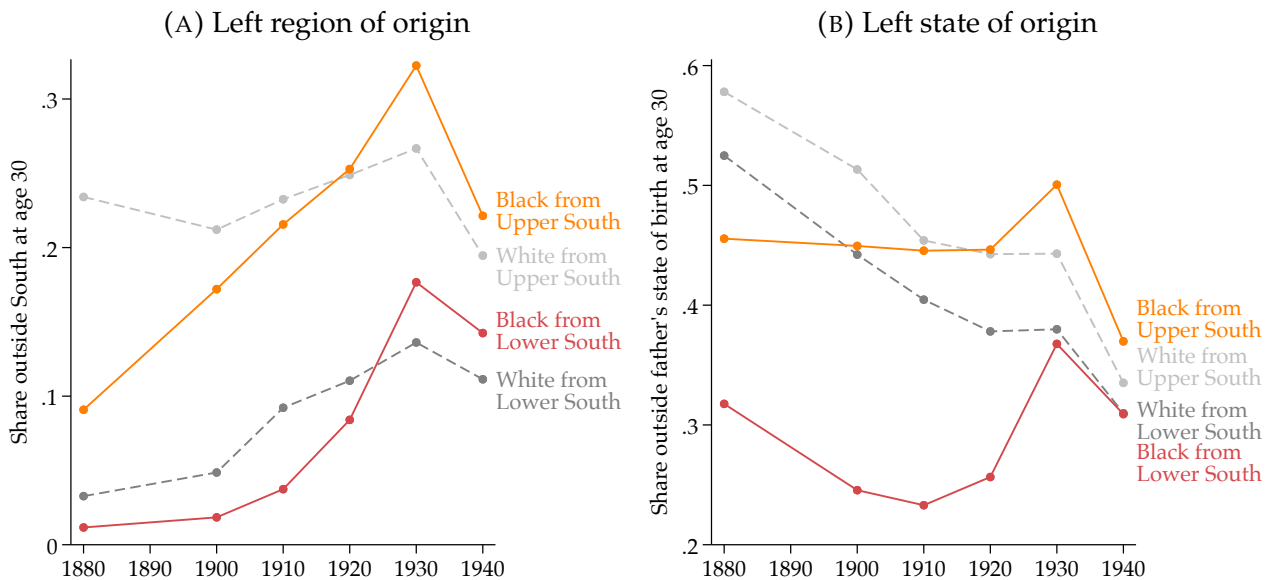 (A) Left region of origin
Share outside South at age 30
.3
.2
.1
0
1880 1890 1900 1910 1920 1930 1940
Black from
Upper South
White from
Upper South
Black from
Lower South
White from
Lower South
(B) Left state of origin
Share outside father's state of birth at age 30
.6
.5
.4
.3
.2
1880 1890 1900 1910 1920 1930 1940
Black from
Upper South
White from
Upper South
White from
Lower South
Black from
Lower South